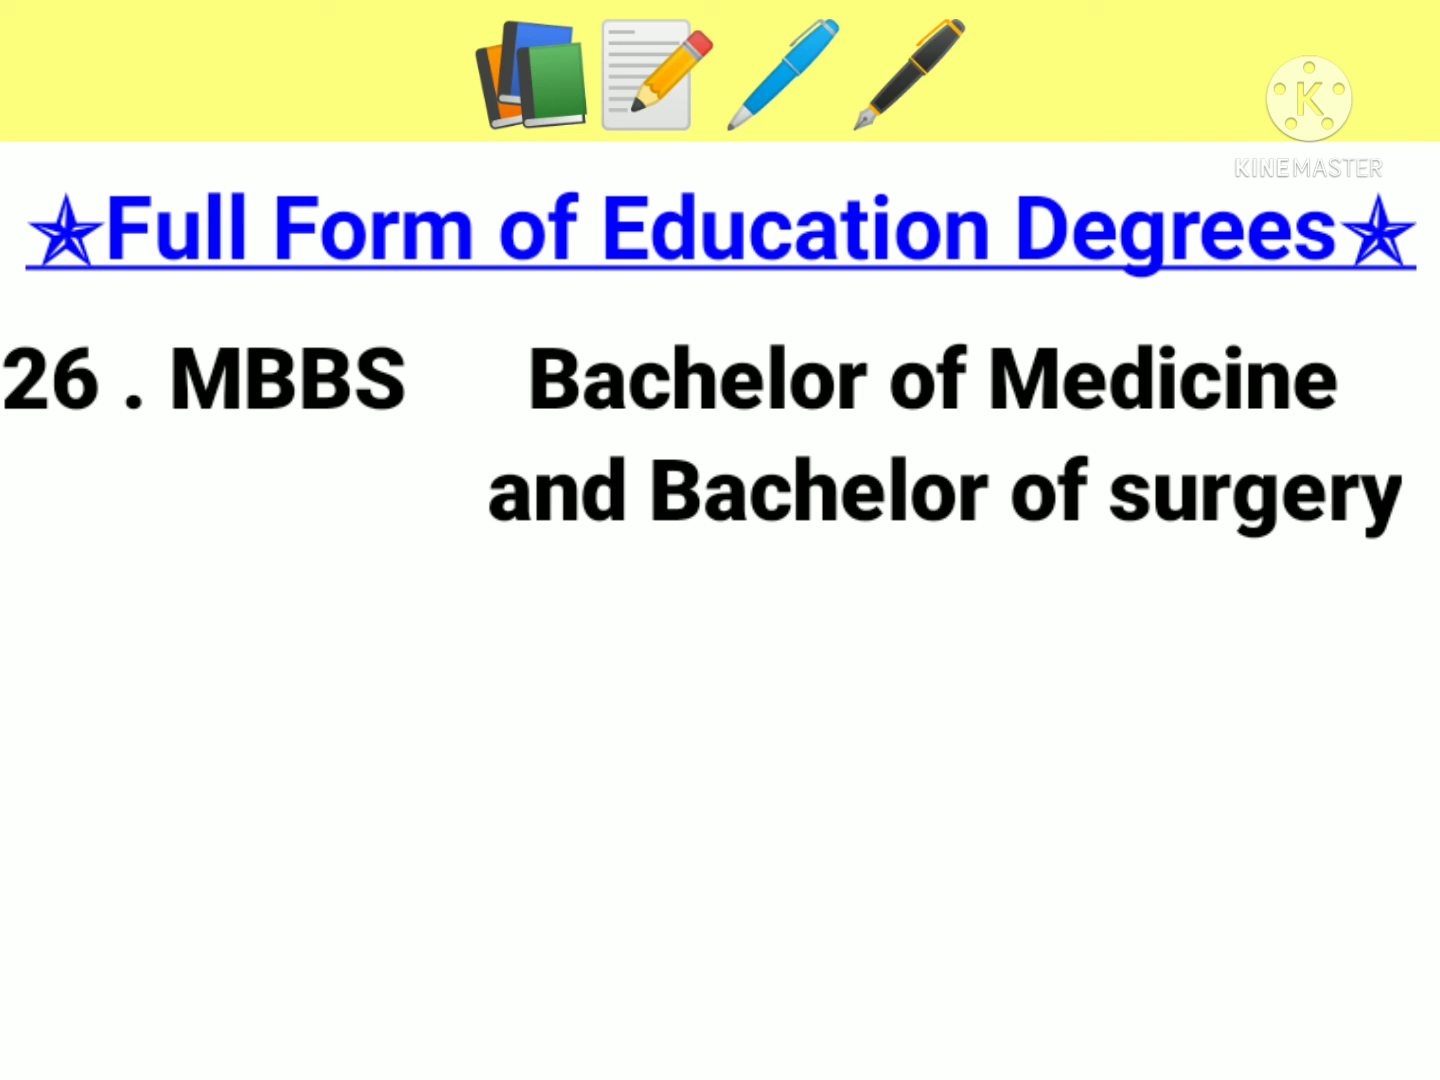 K
KINEMASTER
✯Full Form of Education Degrees✯
26 . MBBS Bachelor of Medicine
and Bachelor of surgery